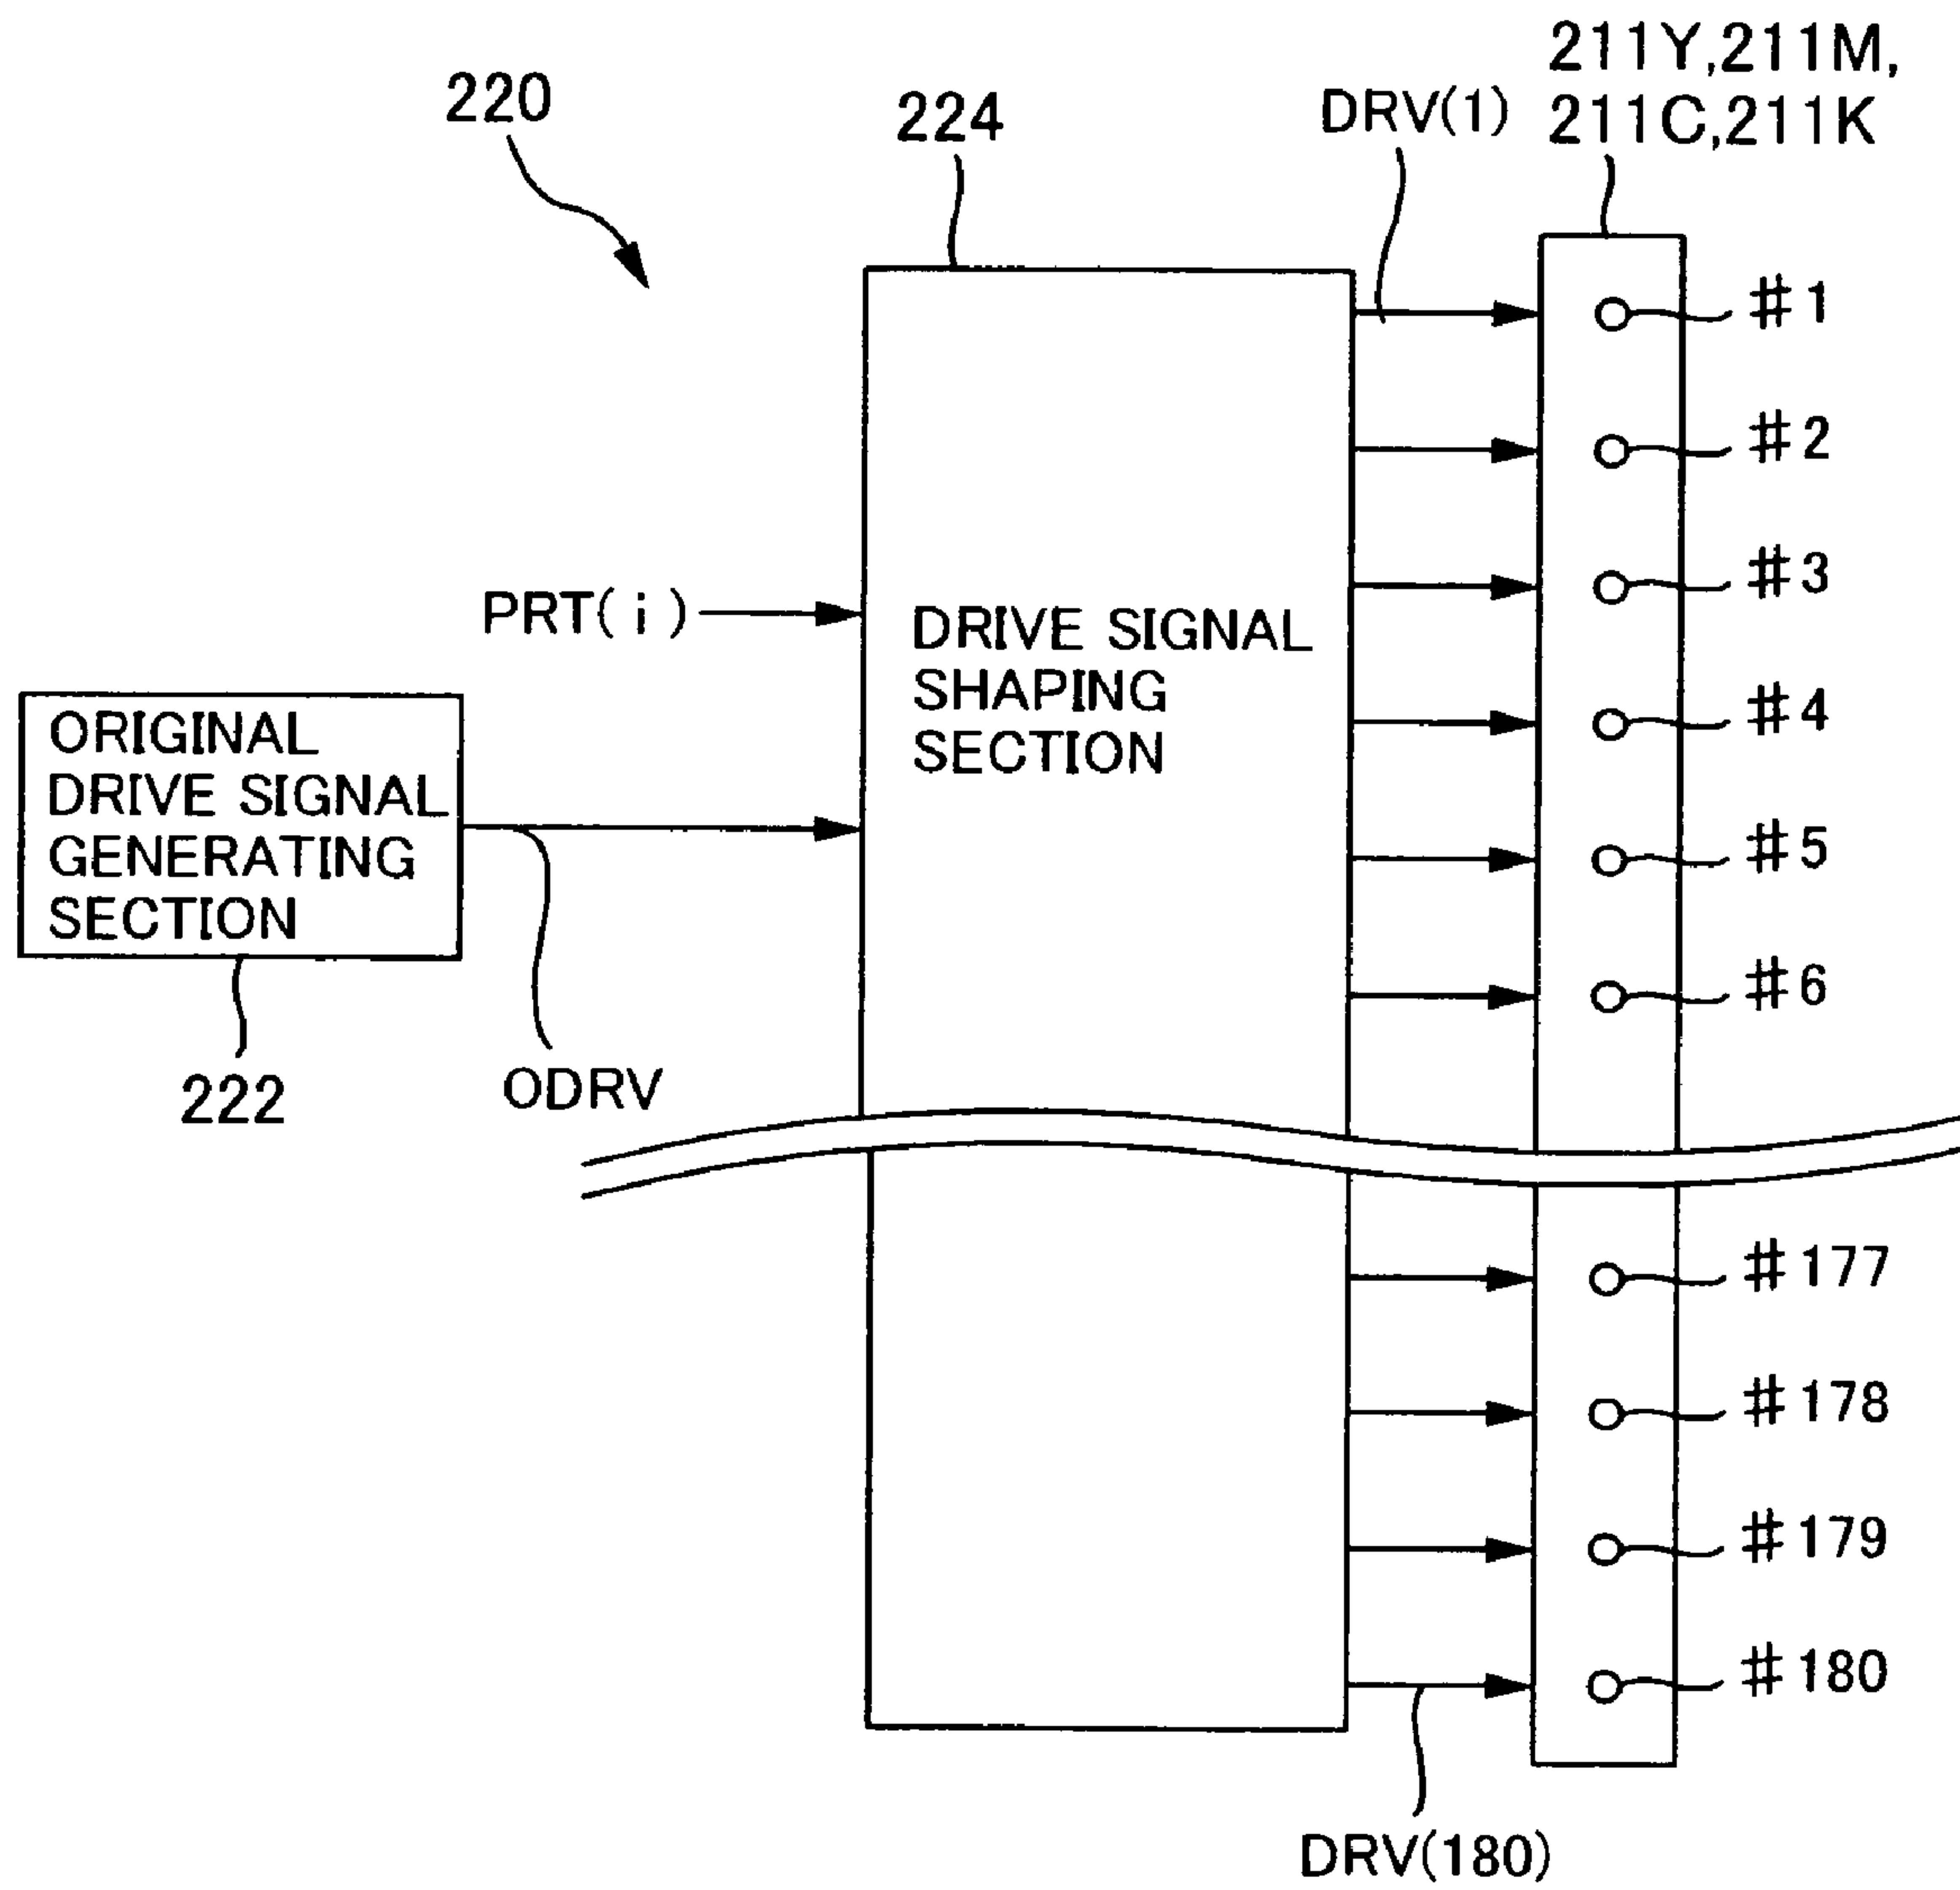 220
224
DRV(1)
211Y,211M,
211C,211K
#1
#2
#3
PRT( i )
DRIVE SIGNAL
SHAPING
SECTION
#4
ORIGINAL
DRIVE SIGNAL
GENERATING
SECTION
#5
#6
222
ODRV
#177
#178
#179
#180
DRV(180)